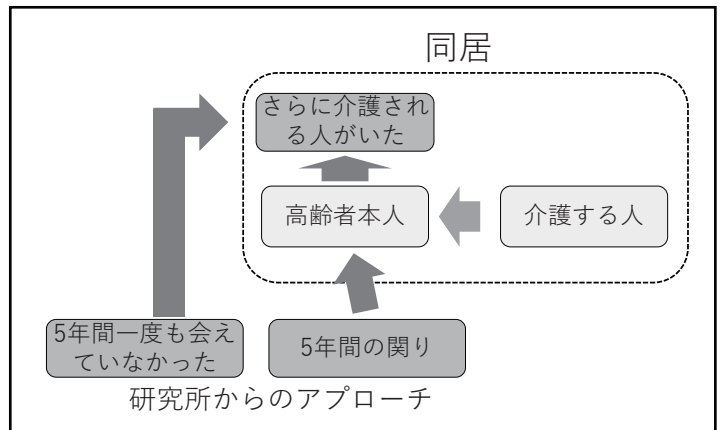 同居
さらに介護され
る人がいた
高齢者本人
介護する人
5年間一度も会え
ていなかった
5年間の関り
研究所からのアプローチ